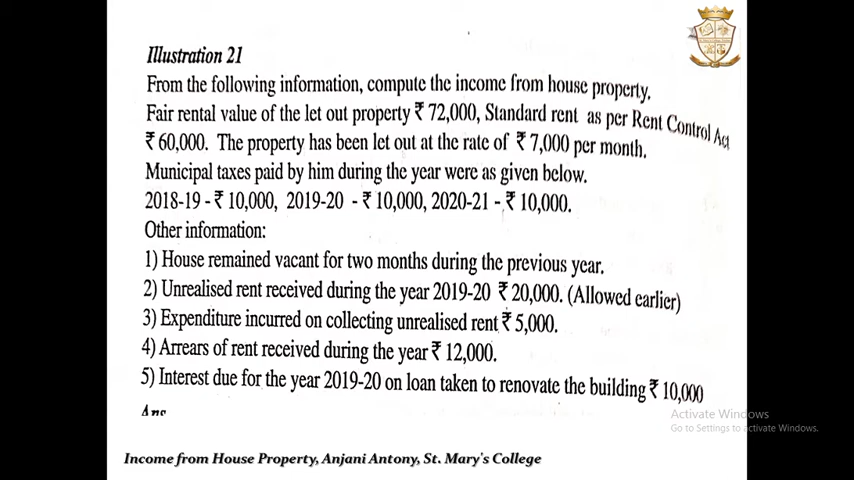 Illustration 21
From the following information, compute the income from house property.
Fair rental value of the let out property ₹ 72,000, Standard rent as per Rent Control Act
₹ 60,000. The property has been let out at the rate of ₹ 7,000 per month.
Municipal taxes paid by him during the year were as given below.
2018-19 - ₹ 10,000, 2019-20 - ₹ 10,000, 2020-21 - ₹ 10,000.
Other information:
1) House remained vacant for two months during the previous year.
2) Unrealised rent received during the year 2019-20 ₹ 20,000. (Allowed earlier)
3) Expenditure incurred on collecting unrealised rent ₹ 5,000.
4) Arrears of rent received during the year ₹ 12,000.
5) Interest due for the year 2019-20 on loan taken to renovate the building ₹ 10,000
Ans
Activate Windows
Go to Settings to activate Windows.
Income from House Property, Anjani Antony, St. Mary's College